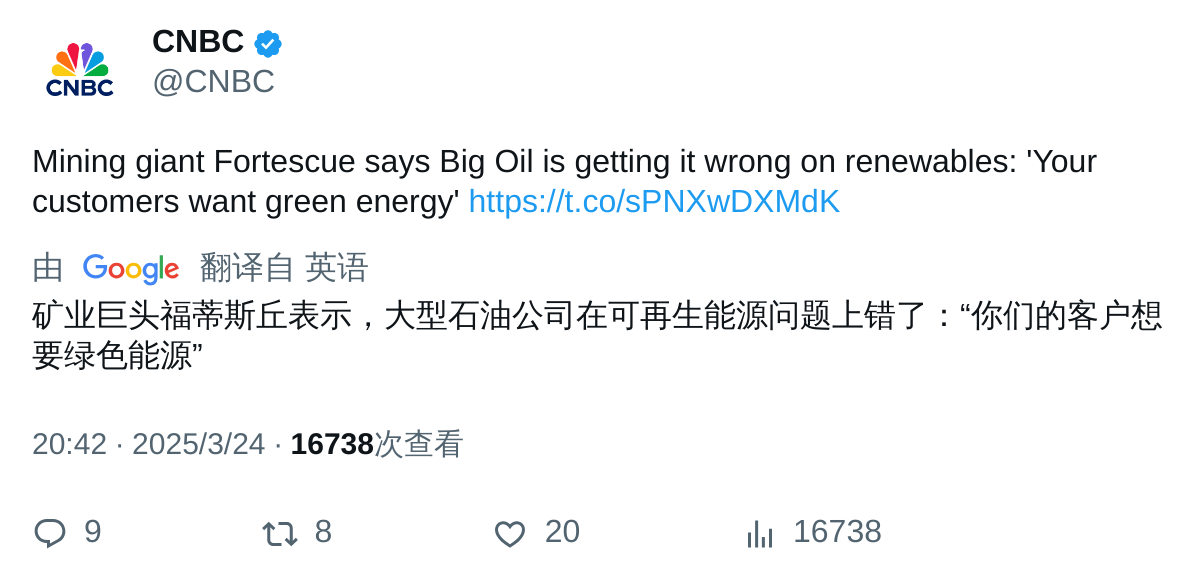 CNBC
@CNBC
CNBC
Mining giant Fortescue says Big Oil is getting it wrong on renewables: 'Your
customers want green energy' https://t.co/sPNXwDXMdK
由 Google 翻译自 英语
矿业巨头福蒂斯丘表示，大型石油公司在可再生能源问题上错了：“你们的客户想
要绿色能源”
20:42 · 2025/3/24 · 16738次查看
9 8 20 16738